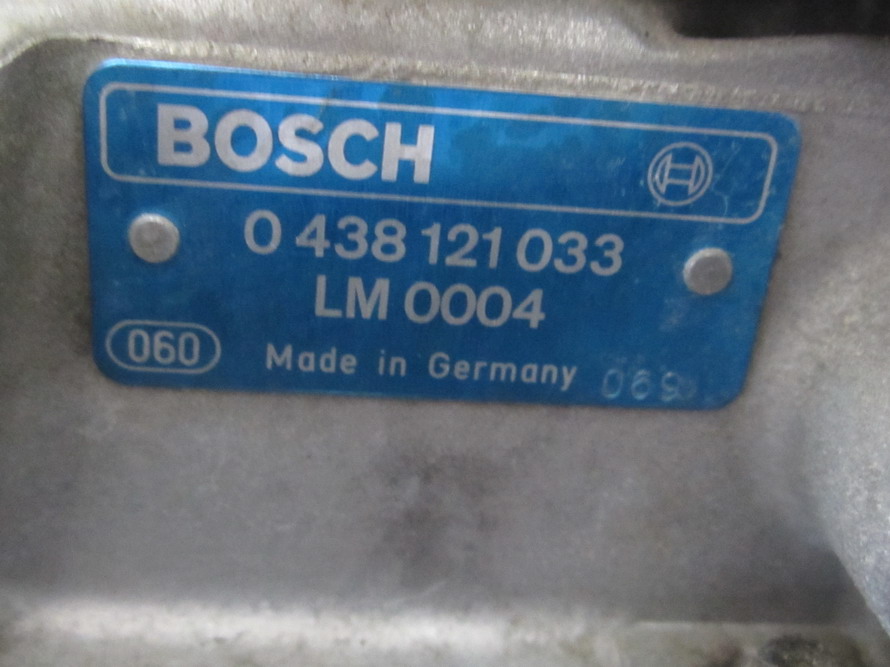 BOSCH
0 438 121 033
LM 0004
060 Made in Germany 069